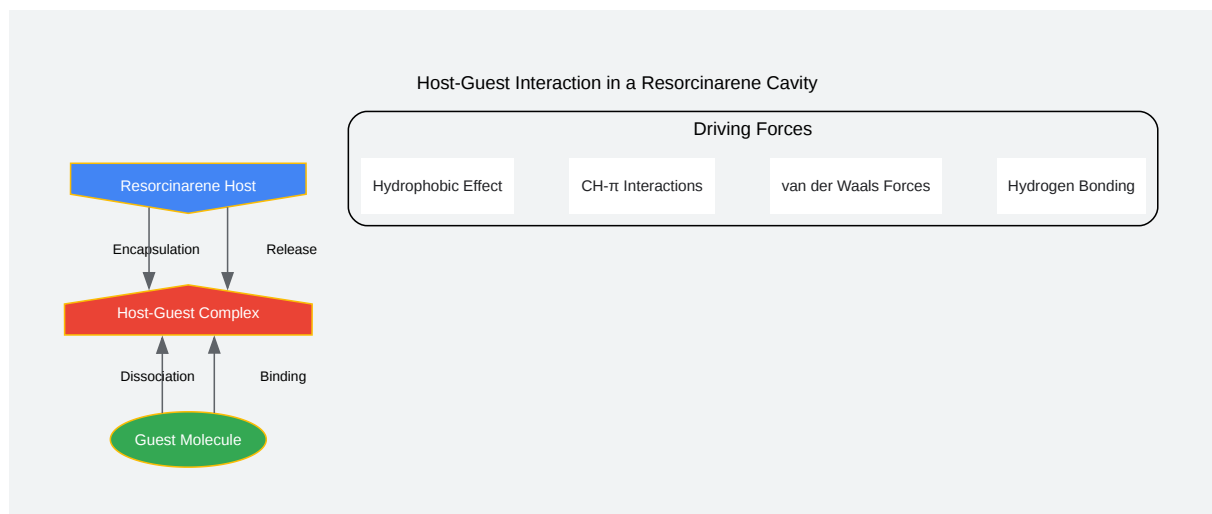 Host-Guest Interaction in a Resorcinarene Cavity
Driving Forces
Hydrophobic Effect
CH-π Interactions
van der Waals Forces
Hydrogen Bonding
Resorcinarene Host
Encapsulation
Release
Host-Guest Complex
Dissociation
Binding
Guest Molecule